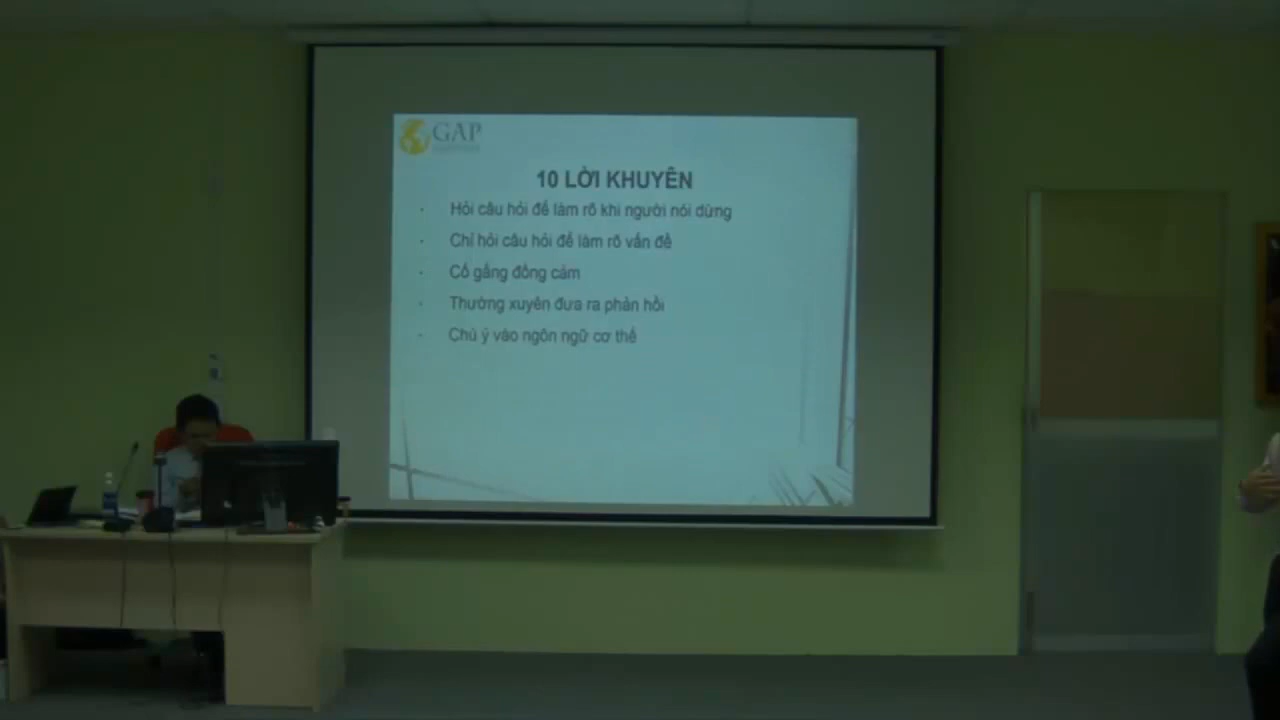 GAP
10 LỜI KHUYÊN
· Hỏi câu hỏi để làm rõ khi người nói dừng
· Chỉ hỏi câu hỏi để làm rõ vấn đề
· Cố gắng đồng cảm
· Thường xuyên đưa ra phản hồi
· Chú ý vào ngôn ngữ cơ thể